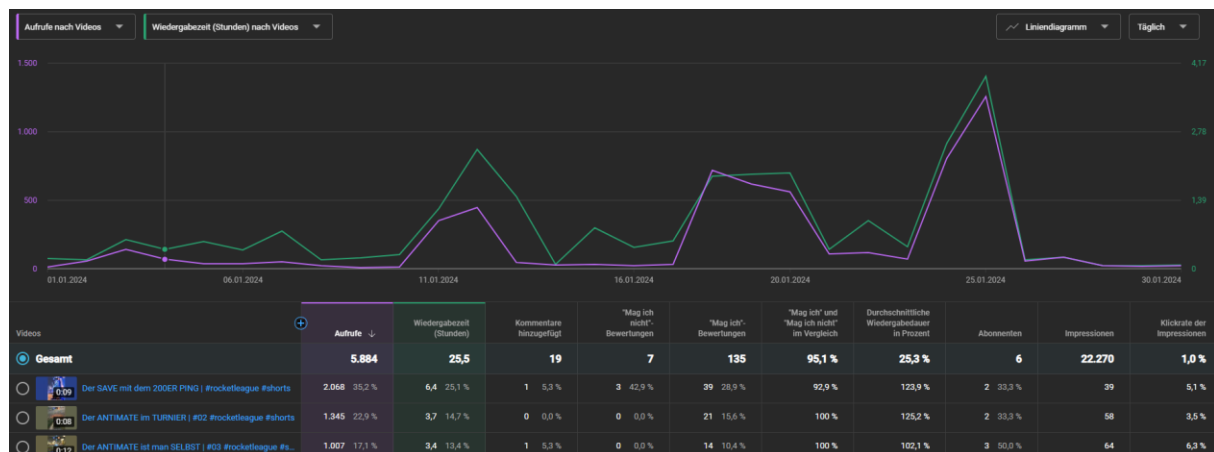 Aufrufe nach Videos Wiedergabezeit (Stunden) nach Videos Liniendiagramm Täglich
1.500 4,17
1.000 2,78
500 1,39
0 0
01.01.2024 06.01.2024 11.01.2024 16.01.2024 20.01.2024 25.01.2024 30.01.2024
Videos Aufrufe Wiedergabezeit (Stunden) Kommentare hinzugefügt "Mag ich nicht"-Bewertungen "Mag ich"-Bewertungen "Mag ich" und "Mag ich nicht" im Vergleich Durchschnittliche Wiedergabedauer in Prozent Abonnenten Impressionen Klickrate der Impressionen
Gesamt 5.884 25,5 19 7 135 95,1 % 25,3 % 6 22.270 1,0 %
0:09 Der SAVE mit dem 200ER PING | #rocketleague #shorts 2.068 35,2 % 6,4 25,1 % 1 5,3 % 3 42,9 % 39 28,9 % 92,9 % 123,9 % 2 33,3 % 39 5,1 %
0:08 Der ANTIMATE im TURNIER | #02 #rocketleague #shorts 1.345 22,9 % 3,7 14,7 % 0 0,0 % 0 0,0 % 21 15,6 % 100 % 125,2 % 2 33,3 % 58 3,5 %
0:12 Der ANTIMATE ist man SELBST | #03 #rocketleague #s... 1.007 17,1 % 3,4 13,4 % 1 5,3 % 0 0,0 % 14 10,4 % 100 % 102,1 % 3 50,0 % 64 6,3 %